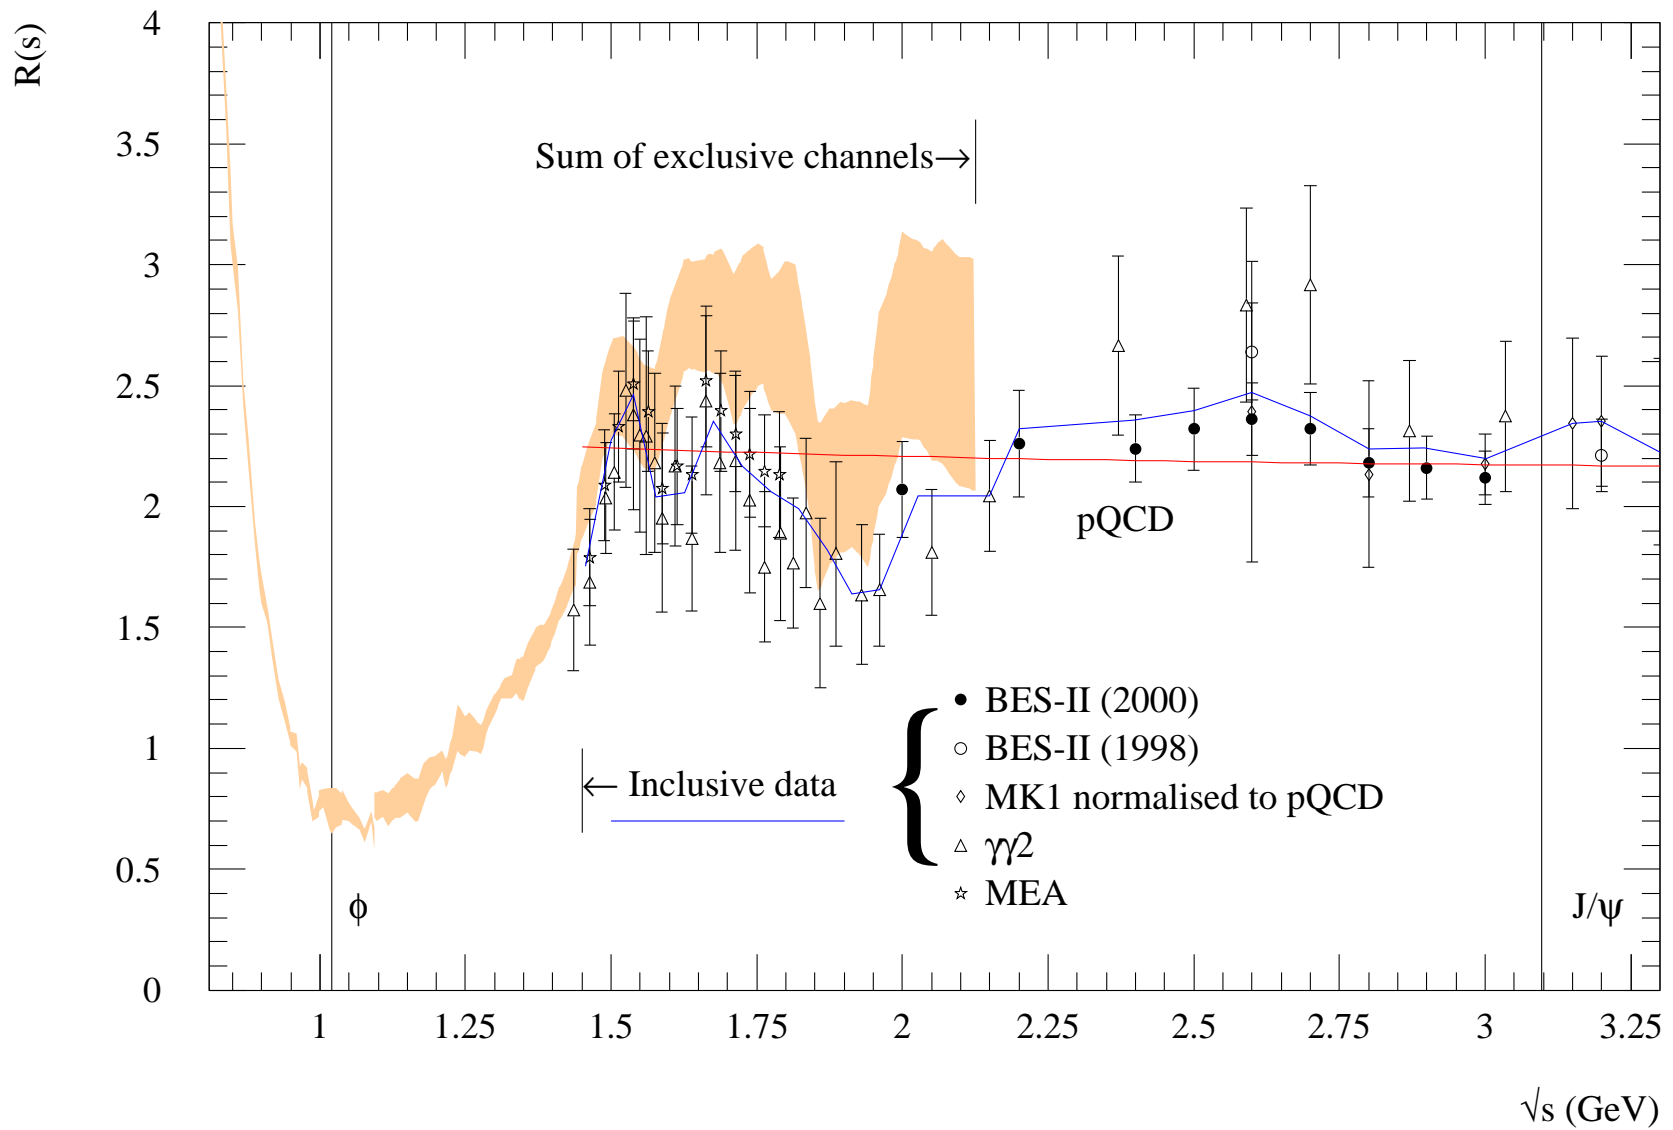 R(s)
4
3.5
3
2.5
2
1.5
1
0.5
0
Sum of exclusive channels→
pQCD
← Inclusive data
{
BES-II (2000)
BES-II (1998)
MK1 normalised to pQCD
γγ2
MEA
ϕ
J/ψ
1 1.25 1.5 1.75 2 2.25 2.5 2.75 3 3.25
√s (GeV)